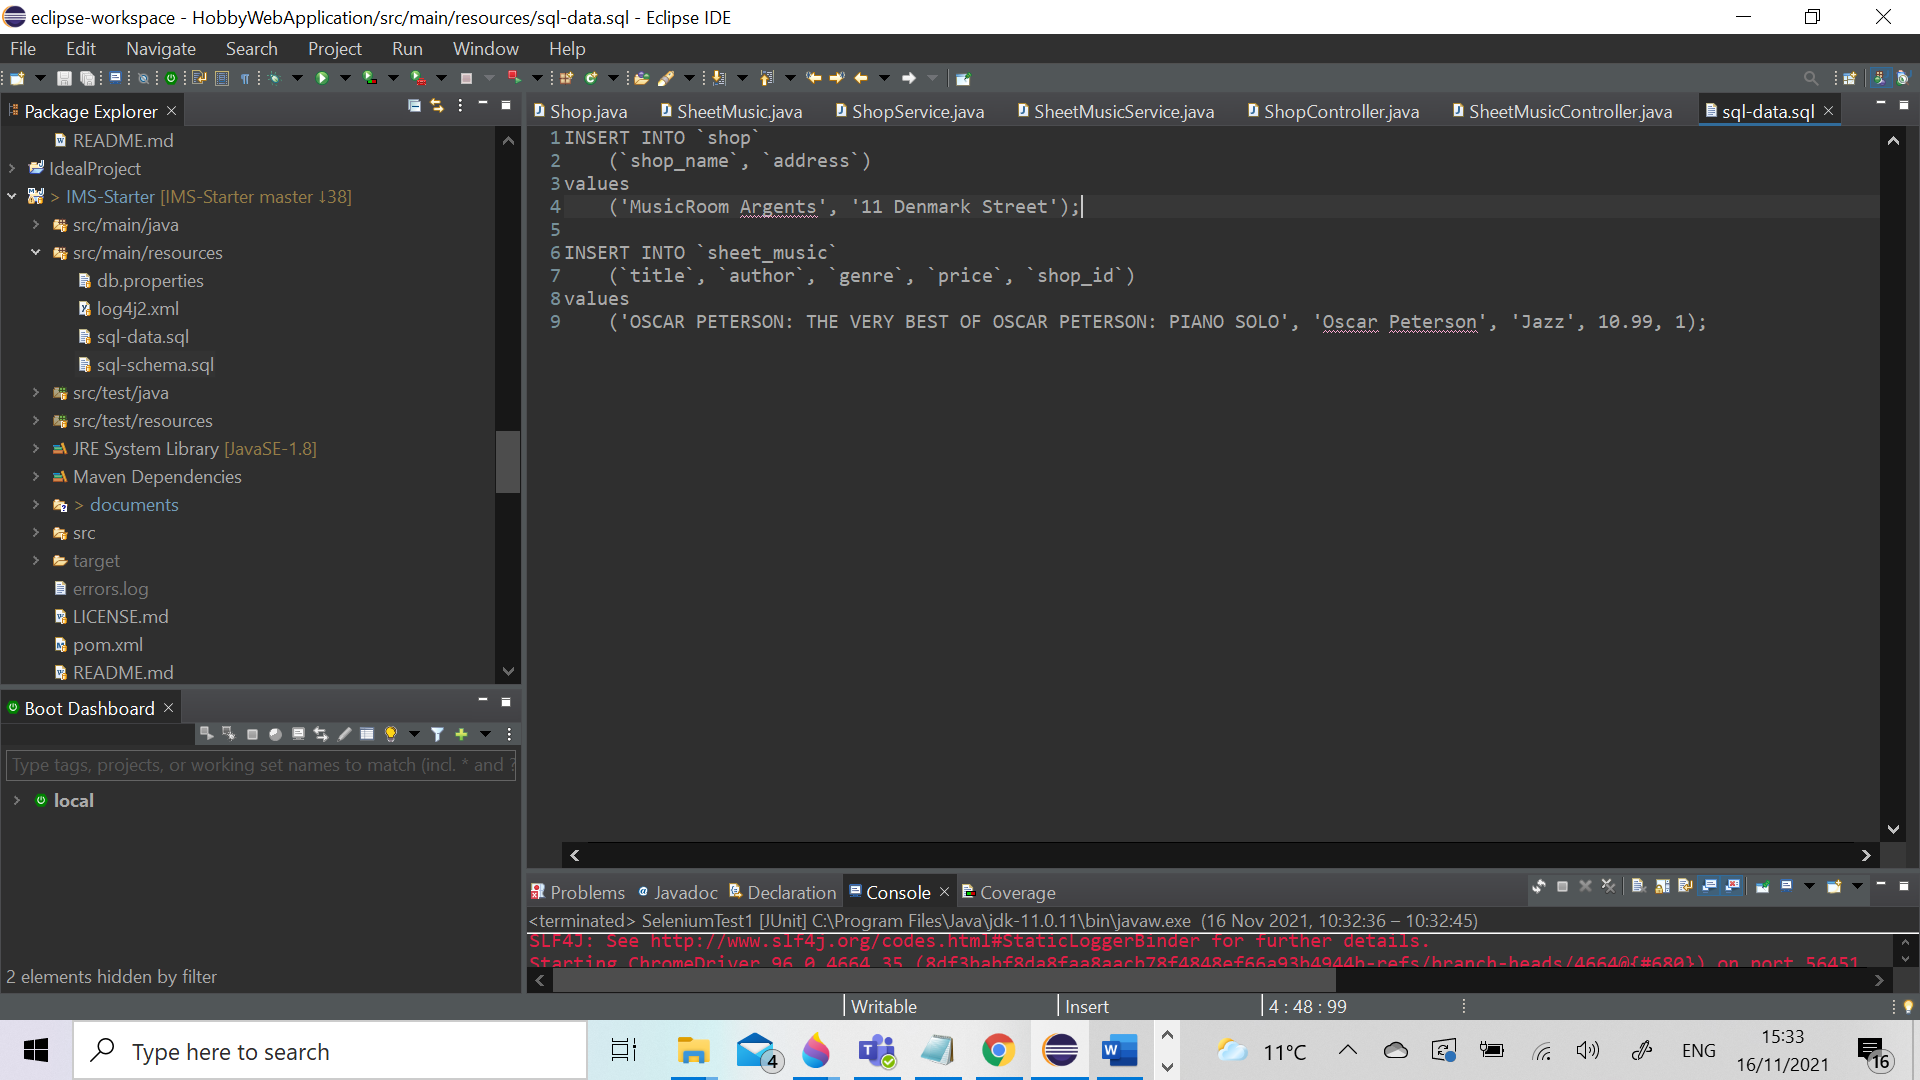 eclipse-workspace - HobbyWebApplication/src/main/resources/sql-data.sql - Eclipse IDE
File Edit Navigate Search Project Run Window Help
Package Explorer
README.md
IdealProject
> IMS-Starter [IMS-Starter master ↓38]
src/main/java
src/main/resources
db.properties
log4j2.xml
sql-data.sql
sql-schema.sql
src/test/java
src/test/resources
JRE System Library [JavaSE-1.8]
Maven Dependencies
> documents
src
target
errors.log
LICENSE.md
pom.xml
README.md
Boot Dashboard
Type tags, projects, or working set names to match (incl. * and ?
local
2 elements hidden by filter
Shop.java SheetMusic.java ShopService.java SheetMusicService.java ShopController.java SheetMusicController.java sql-data.sql
1 INSERT INTO `shop`
2 (`shop_name`, `address`)
3 values
4 ('MusicRoom Argents', '11 Denmark Street');
5
6 INSERT INTO `sheet_music`
7 (`title`, `author`, `genre`, `price`, `shop_id`)
8 values
9 ('OSCAR PETERSON: THE VERY BEST OF OSCAR PETERSON: PIANO SOLO', 'Oscar Peterson', 'Jazz', 10.99, 1);
Problems Javadoc Declaration Console Coverage
<terminated> SeleniumTest1 [JUnit] C:\Program Files\Java\jdk-11.0.11\bin\javaw.exe (16 Nov 2021, 10:32:36 – 10:32:45)
SLF4J: See http://www.slf4j.org/codes.html#StaticLoggerBinder for further details.
Starting ChromeDriver 96.0.4664.35 on port 56451
Writable Insert 4 : 48 : 99
Type here to search
4
11°C
ENG
15:33
16/11/2021
16